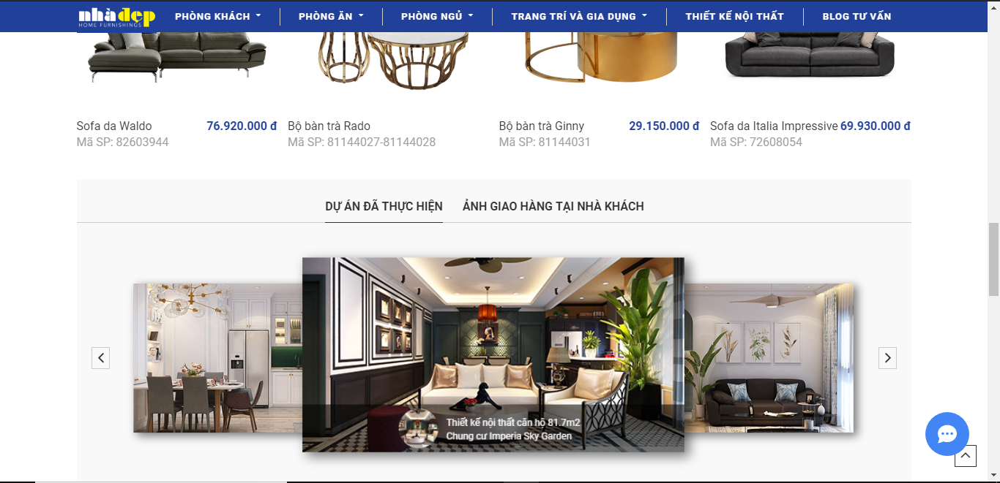 nhàđẹp
HOME FURNISHINGS
PHÒNG KHÁCH
PHÒNG ĂN
PHÒNG NGỦ
TRANG TRÍ VÀ GIA DỤNG
THIẾT KẾ NỘI THẤT
BLOG TƯ VẤN
Sofa da Waldo 76.920.000 đ
Mã SP: 82603944
Bộ bàn trà Rado
Mã SP: 81144027-81144028
Bộ bàn trà Ginny 29.150.000 đ
Mã SP: 81144031
Sofa da Italia Impressive 69.930.000 đ
Mã SP: 72608054
DỰ ÁN ĐÃ THỰC HIỆN
ẢNH GIAO HÀNG TẠI NHÀ KHÁCH
Thiết kế nội thất căn hộ 81.7m2
Chung cư Imperia Sky Garden